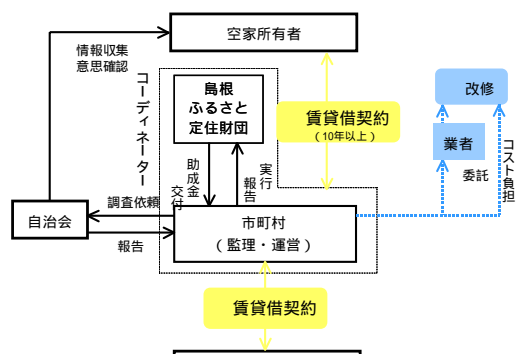 空家所有者
情報収集
意思確認
コーディネーター
島根
ふるさと
定住財団
賃貸借契約
（10年以上）
改修
業者
委託
コスト負担
助成金
交付
実行
報告
自治会
調査依頼
報告
市町村
（監理・運営）
賃貸借契約